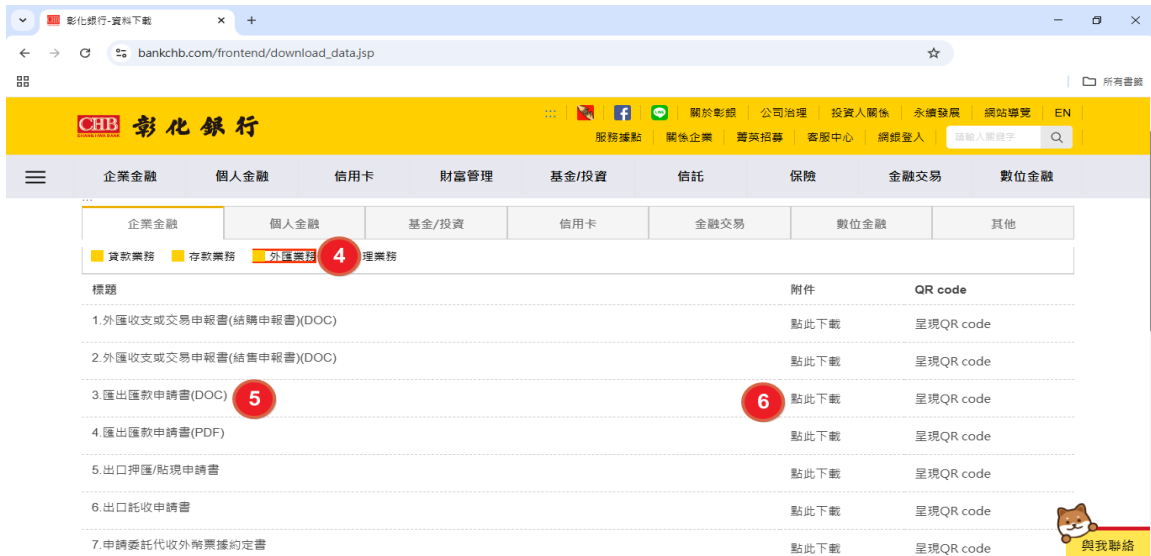 彰化銀行-資料下載
bankchb.com/frontend/download_data.jsp
所有書籤
CHB 彰化銀行
CHANG HWA BANK
::: 關於彰銀 公司治理 投資人關係 永續發展 網站導覽 EN
服務據點 關係企業 菁英招募 客服中心 網銀登入 請輸入關鍵字
企業金融 個人金融 信用卡 財富管理 基金/投資 信託 保險 金融交易 數位金融
:::
企業金融 個人金融 基金/投資 信用卡 金融交易 數位金融 其他
貸款業務 存款業務 外匯業務 4 理業務
標題 附件 QR code
1.外匯收支或交易申報書(結購申報書)(DOC) 點此下載 呈現QR code
2.外匯收支或交易申報書(結售申報書)(DOC) 點此下載 呈現QR code
3.匯出匯款申請書(DOC) 5 6 點此下載 呈現QR code
4.匯出匯款申請書(PDF) 點此下載 呈現QR code
5.出口押匯/貼現申請書 點此下載 呈現QR code
6.出口託收申請書 點此下載 呈現QR code
7.申請委託代收外幣票據約定書 點此下載 呈現QR code
與我聯絡